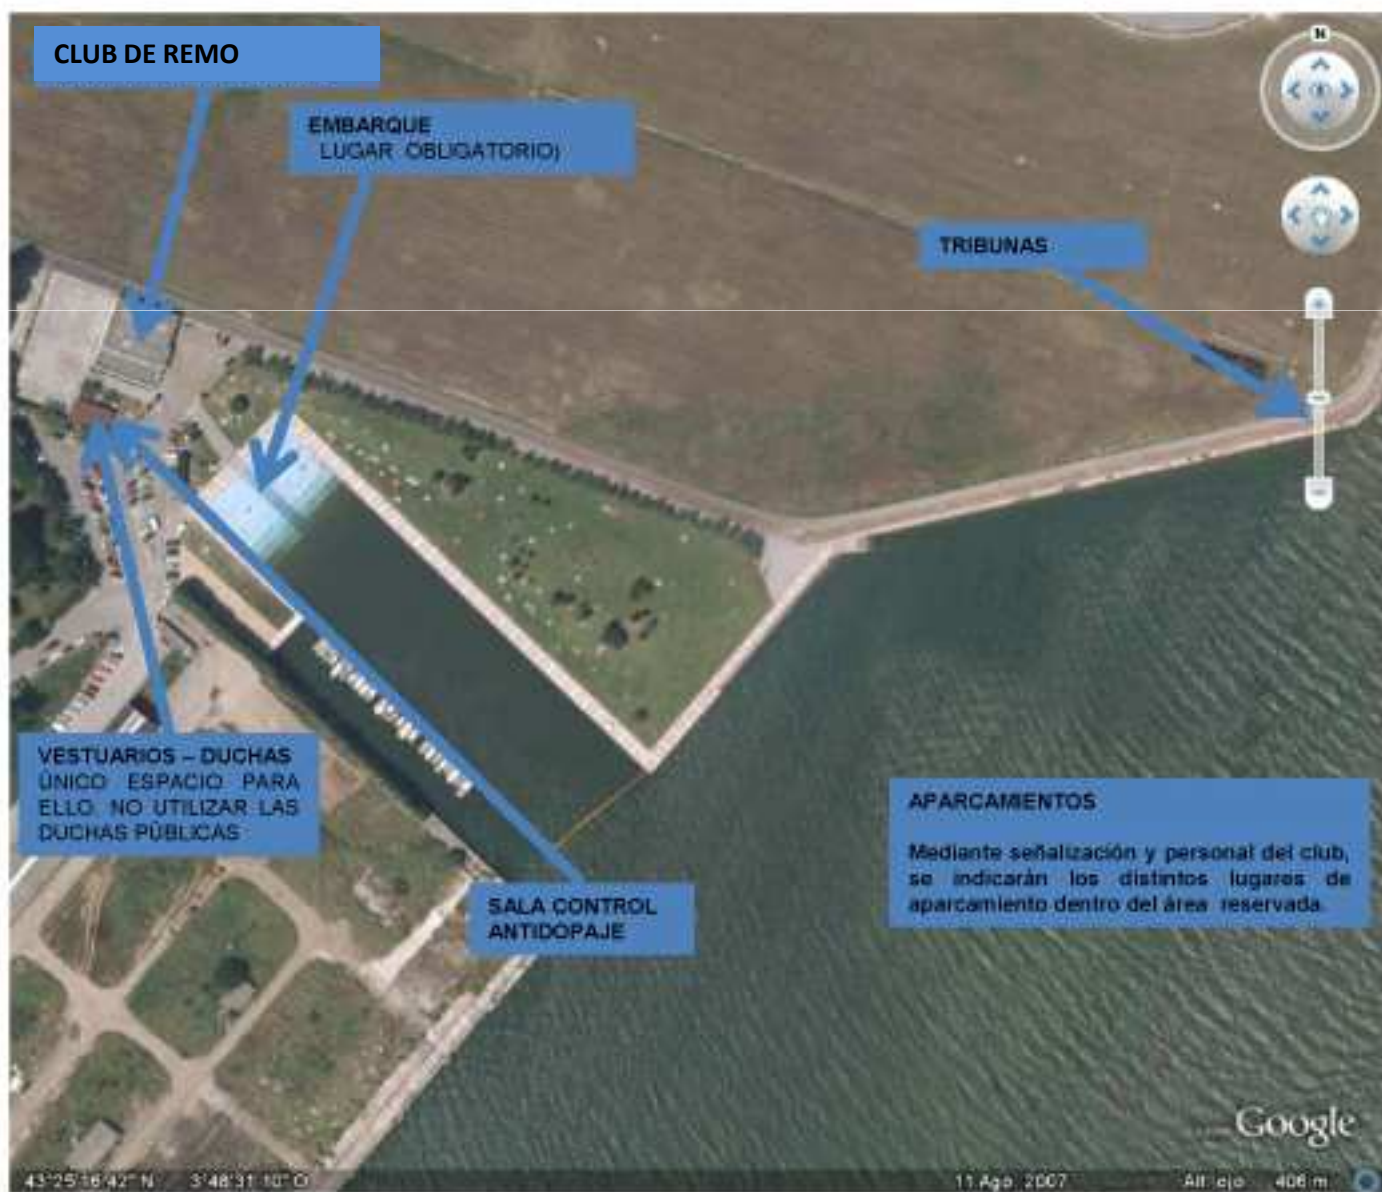 CLUB DE REMO
N
EMBARQUE
LUGAR OBLIGATORIO)
TRIBUNAS
VESTUARIOS – DUCHAS
ÚNICO ESPACIO PARA
ELLO. NO UTILIZAR LAS
DUCHAS PÚBLICAS
APARCAMIENTOS
Mediante señalización y personal del club,
se indicarán los distintos lugares de
aparcamiento dentro del área reservada.
SALA CONTROL
ANTIDOPAJE
Google
43°25'16.42" N 3°48'31.10" O 11 Ago. 2007 Alt. ojo 406 m